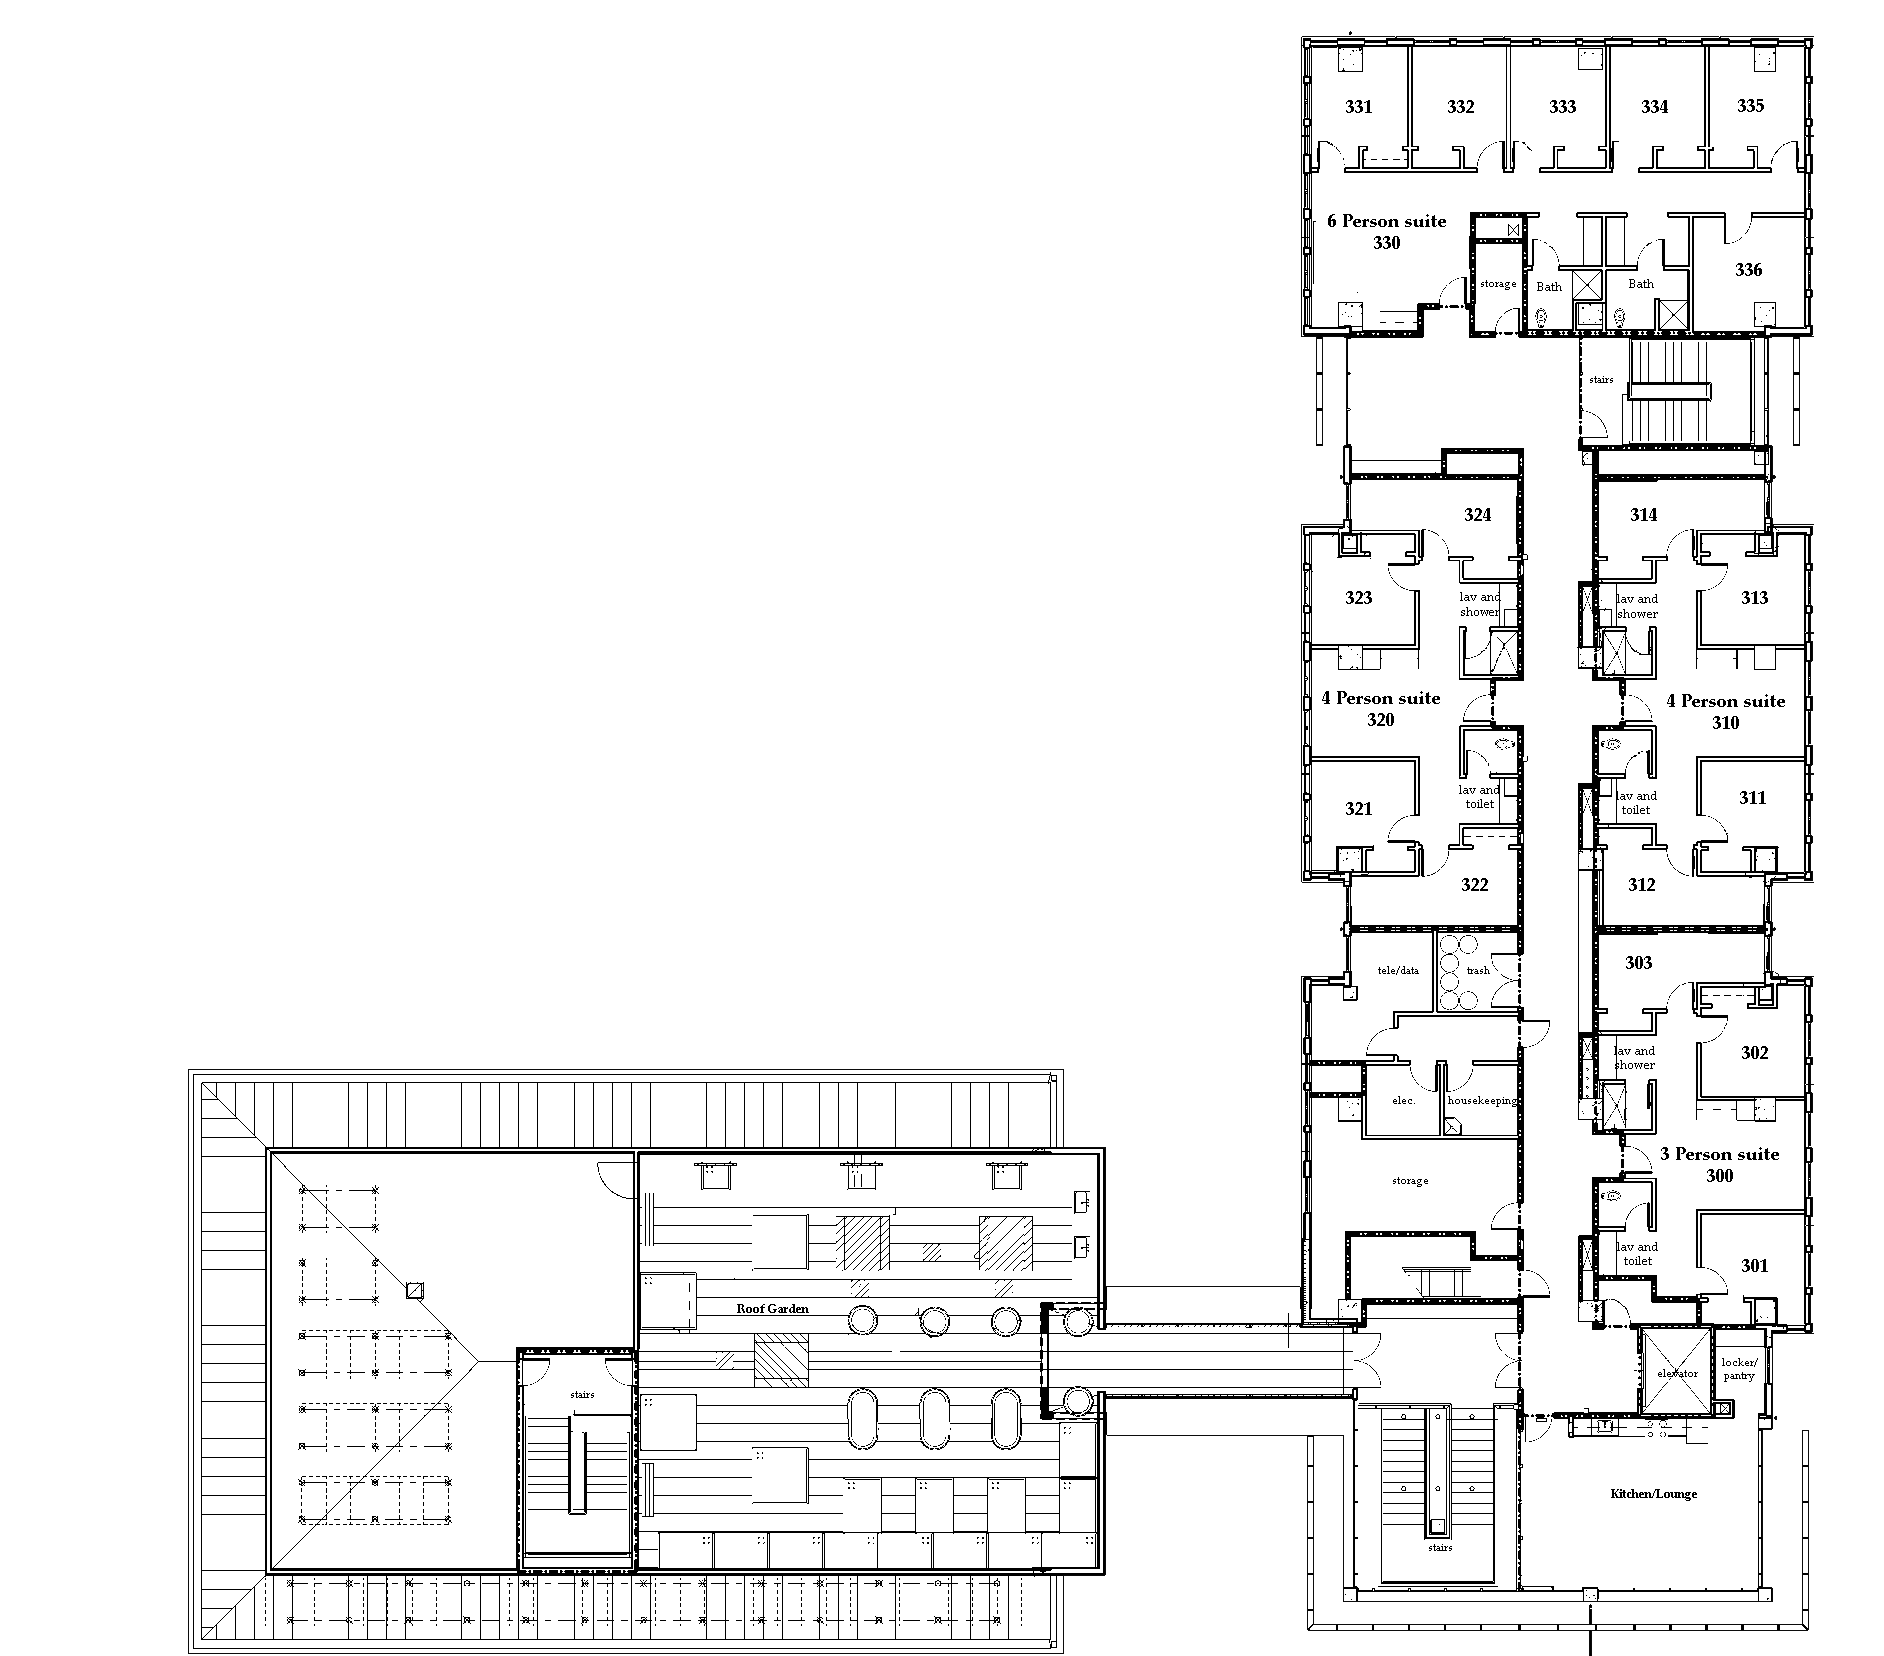 331 332 333 334 335
6 Person suite
330
336
storage
Bath
Bath
stairs
324
314
323
lav and
shower
lav and
shower
313
4 Person suite
320
4 Person suite
310
321
lav and
toilet
lav and
toilet
311
322
312
tele/data
trash
303
lav and
shower
302
elec.
housekeeping
3 Person suite
300
storage
lav and
toilet
301
Roof Garden
stairs
elevator
locker/
pantry
Kitchen/Lounge
stairs